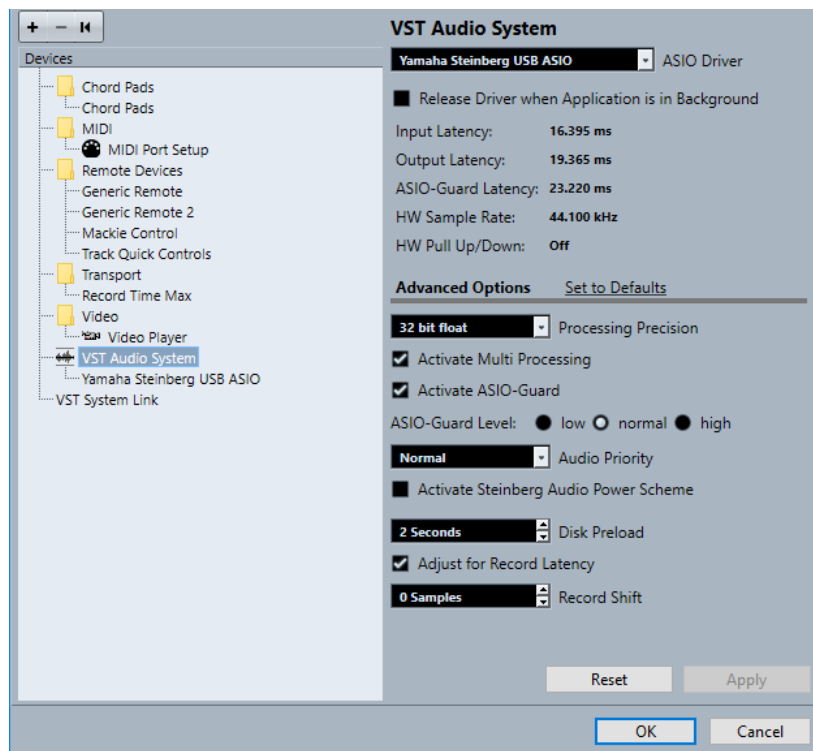 Devices
Chord Pads
Chord Pads
MIDI
MIDI Port Setup
Remote Devices
Generic Remote
Generic Remote 2
Mackie Control
Track Quick Controls
Transport
Record Time Max
Video
Video Player
VST Audio System
Yamaha Steinberg USB ASIO
VST System Link
VST Audio System
Yamaha Steinberg USB ASIO ASIO Driver
Release Driver when Application is in Background
Input Latency: 16.395 ms
Output Latency: 19.365 ms
ASIO-Guard Latency: 23.220 ms
HW Sample Rate: 44.100 kHz
HW Pull Up/Down: Off
Advanced Options Set to Defaults
32 bit float Processing Precision
Activate Multi Processing
Activate ASIO-Guard
ASIO-Guard Level: low normal high
Normal Audio Priority
Activate Steinberg Audio Power Scheme
2 Seconds Disk Preload
Adjust for Record Latency
0 Samples Record Shift
Reset Apply
OK Cancel